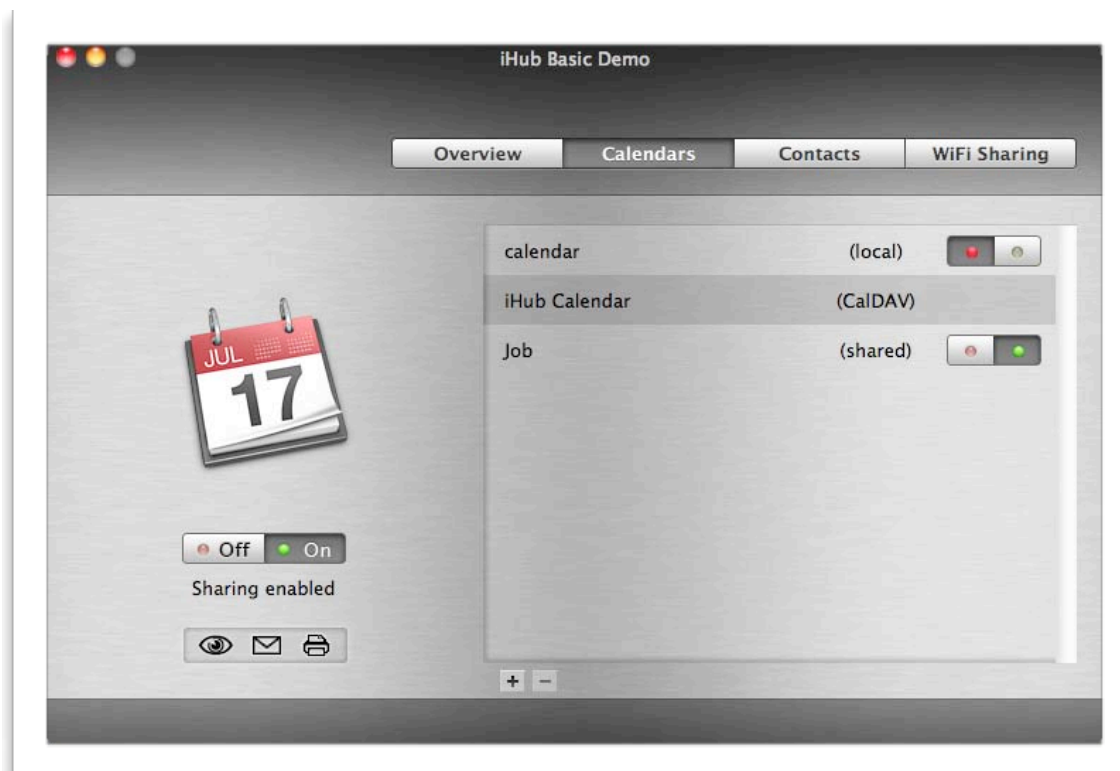 iHub Basic Demo
Overview Calendars Contacts WiFi Sharing
calendar (local)
iHub Calendar (CalDAV)
Job (shared)
JUL
17
Off On
Sharing enabled
+ −